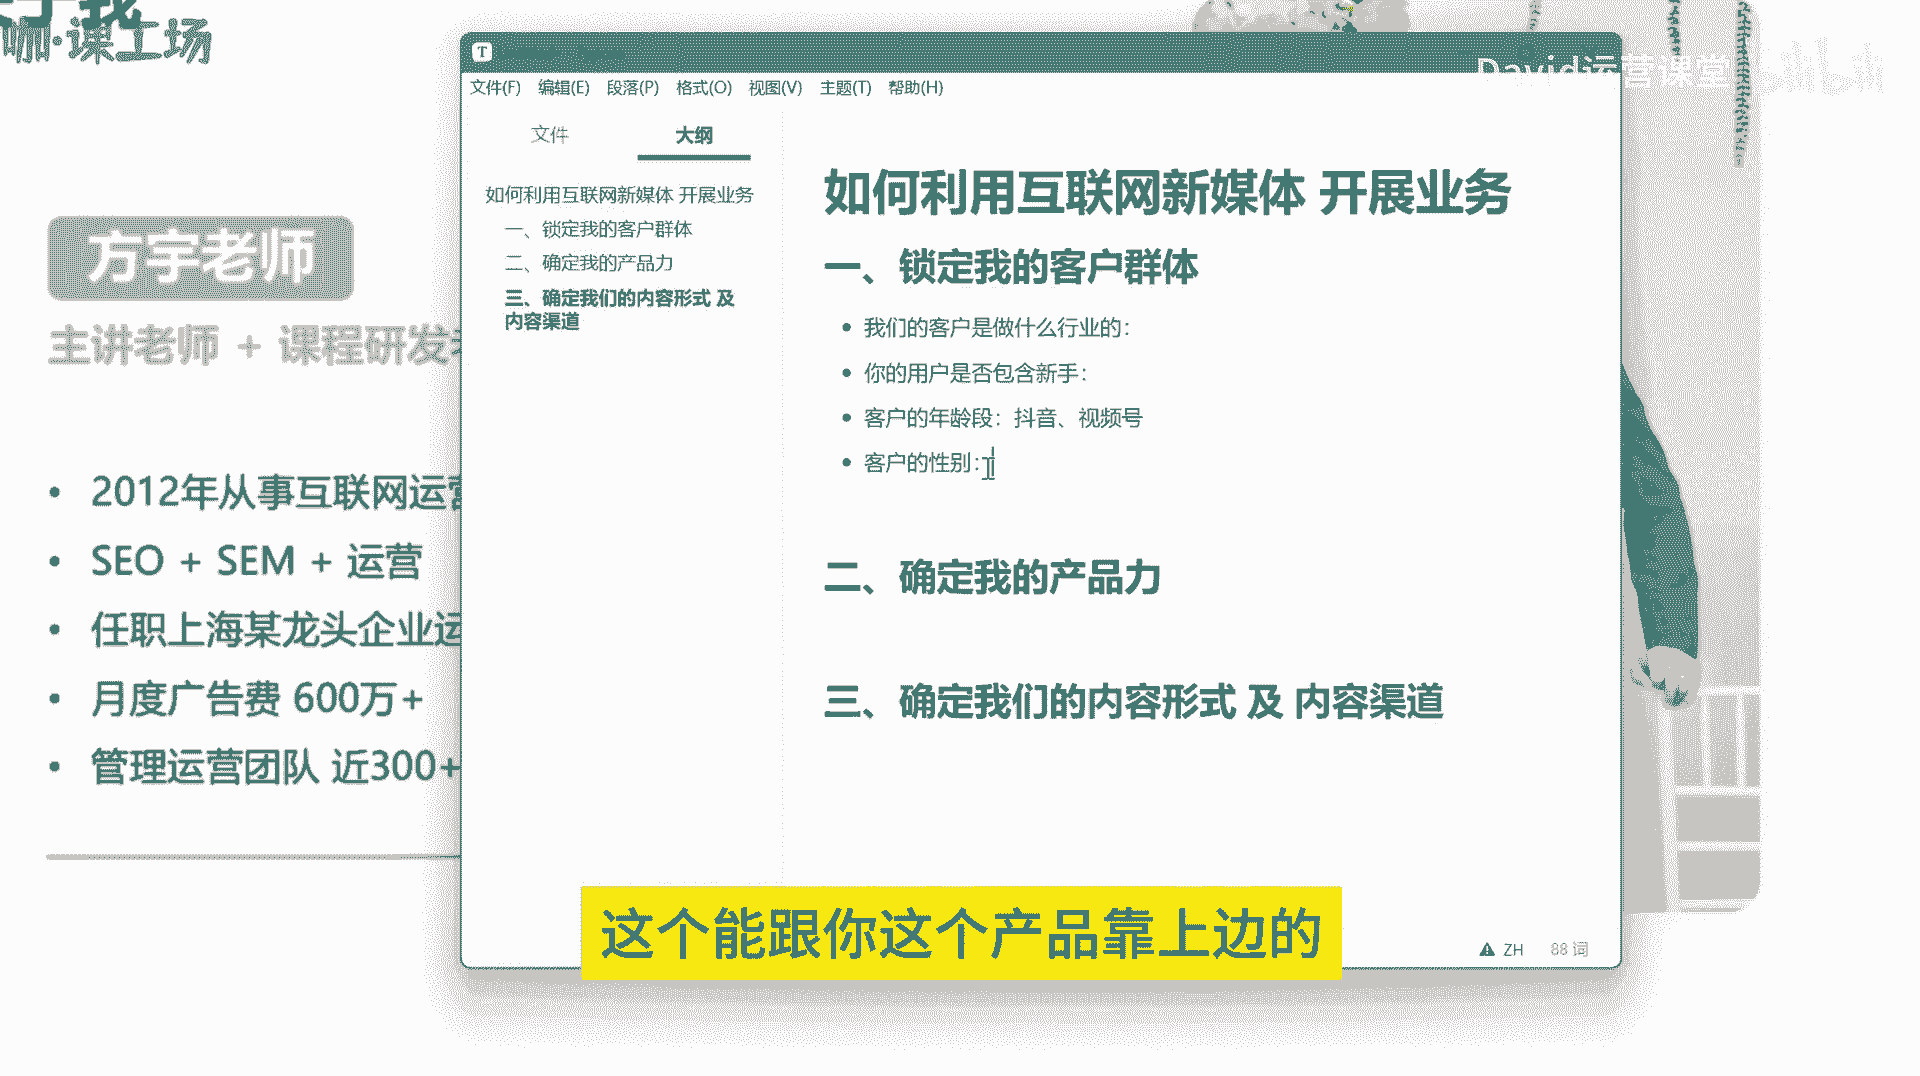 咖·课工场
方宇老师
主讲老师 + 课程研发
2012年从事互联网运营
SEO + SEM + 运营
任职上海某龙头企业运
月度广告费 600万+
管理运营团队 近300+
T
文件(F) 编辑(E) 段落(P) 格式(O) 视图(V) 主题(T) 帮助(H)
文件 大纲
如何利用互联网新媒体 开展业务
一、锁定我的客户群体
二、确定我的产品力
三、确定我们的内容形式 及
内容渠道
如何利用互联网新媒体 开展业务
一、锁定我的客户群体
我们的客户是做什么行业的：
你的用户是否包含新手：
客户的年龄段：抖音、视频号
客户的性别：
二、确定我的产品力
三、确定我们的内容形式 及 内容渠道
ZH 88 词
David运营课堂
bilibili
这个能跟你这个产品靠上边的